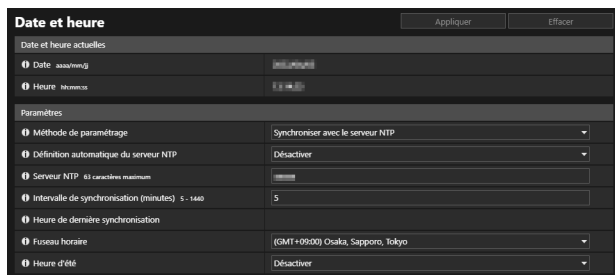 Date et heure
Appliquer
Effacer
Date et heure actuelles
Date aaaa/mm/jj
Heure hh:mm:ss
Paramètres
Méthode de paramétrage Synchroniser avec le serveur NTP
Définition automatique du serveur NTP Désactiver
Serveur NTP 63 caractères maximum
Intervalle de synchronisation (minutes) 5 - 1440 5
Heure de dernière synchronisation
Fuseau horaire (GMT+09:00) Osaka, Sapporo, Tokyo
Heure d'été Désactiver